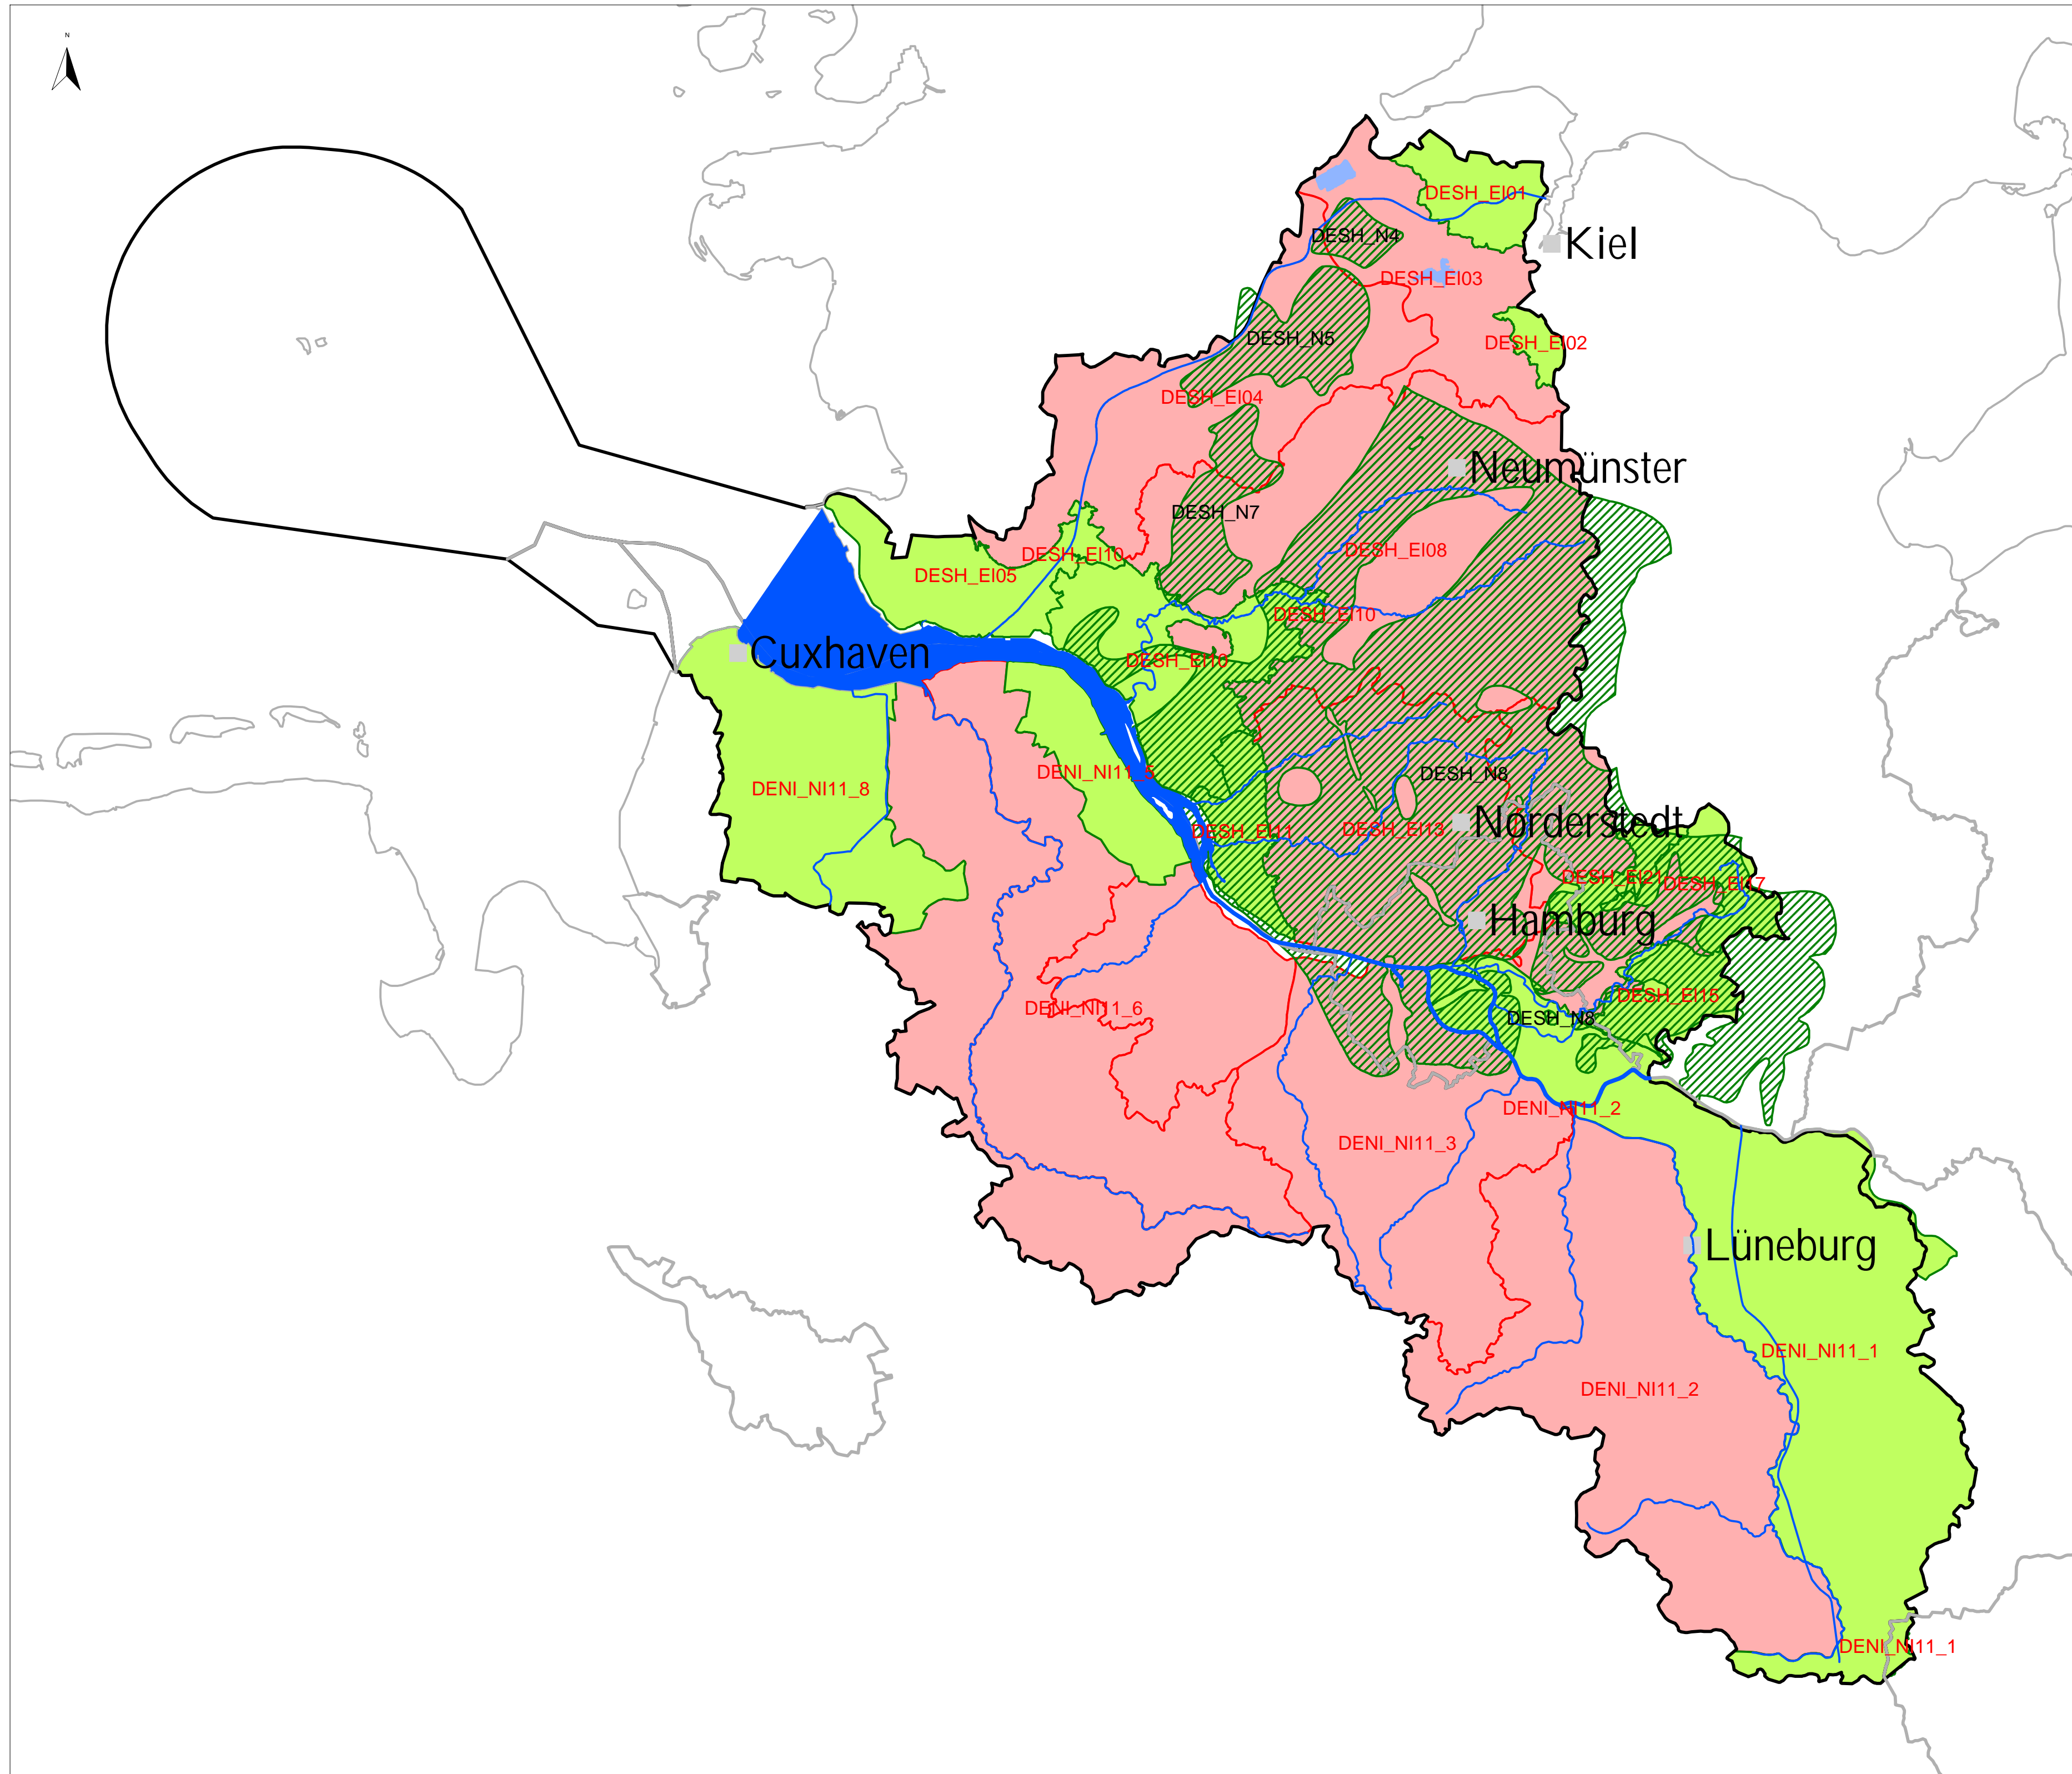 N
DESH_EI01
DESH_N4
Kiel
DESH_EI03
DESH_N5
DESH_EI02
DESH_EI04
Neumünster
DESH_N7
DESH_EI08
DESH_EI10
DESH_EI05
DESH_EI10
Cuxhaven
DESH_EI10
DENI_NI11_5
DESH_N8
DENI_NI11_8
Norderstedt
DESH_EI11
DESH_EI13
DESH_EI21
DESH_EI17
Hamburg
DESH_EI15
DENI_NI11_6
DESH_N8
DENI_NI11_2
DENI_NI11_3
Lüneburg
DENI_NI11_1
DENI_NI11_2
DENI_NI11_1